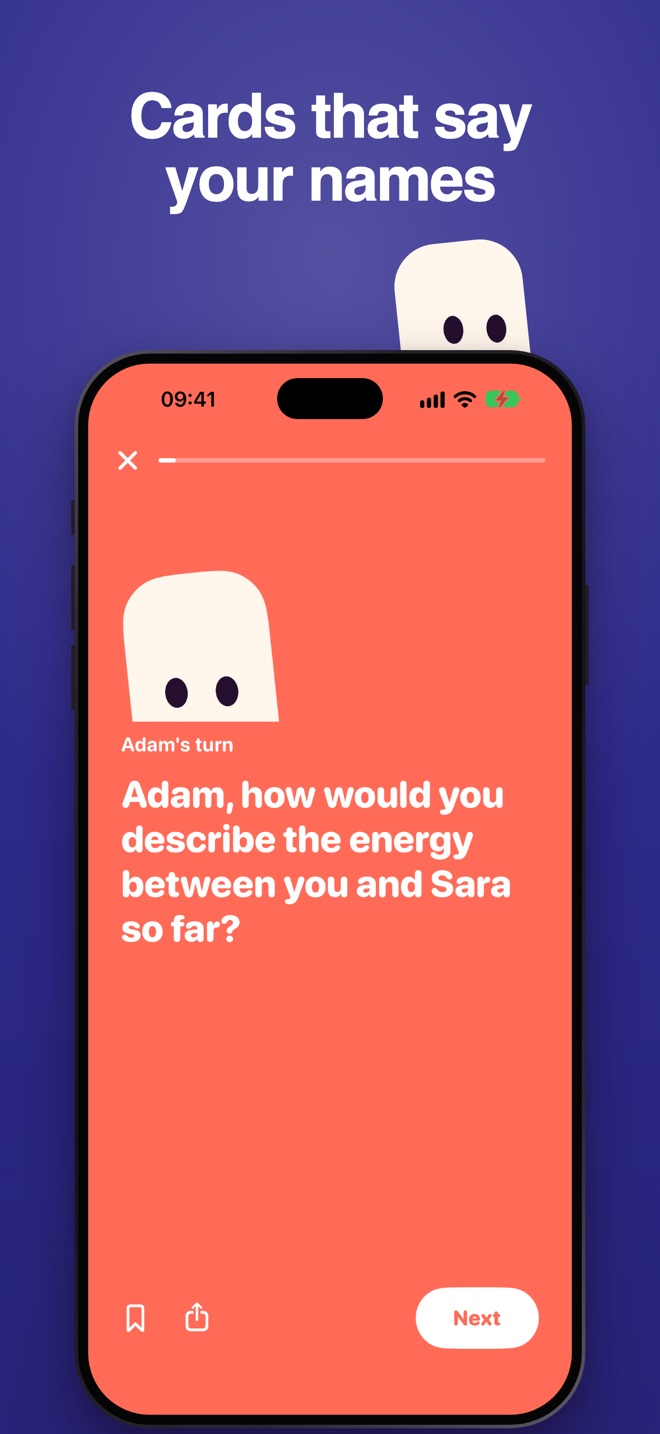 Cards that say
your names
09:41
Adam's turn
Adam, how would you
describe the energy
between you and Sara
so far?
Next